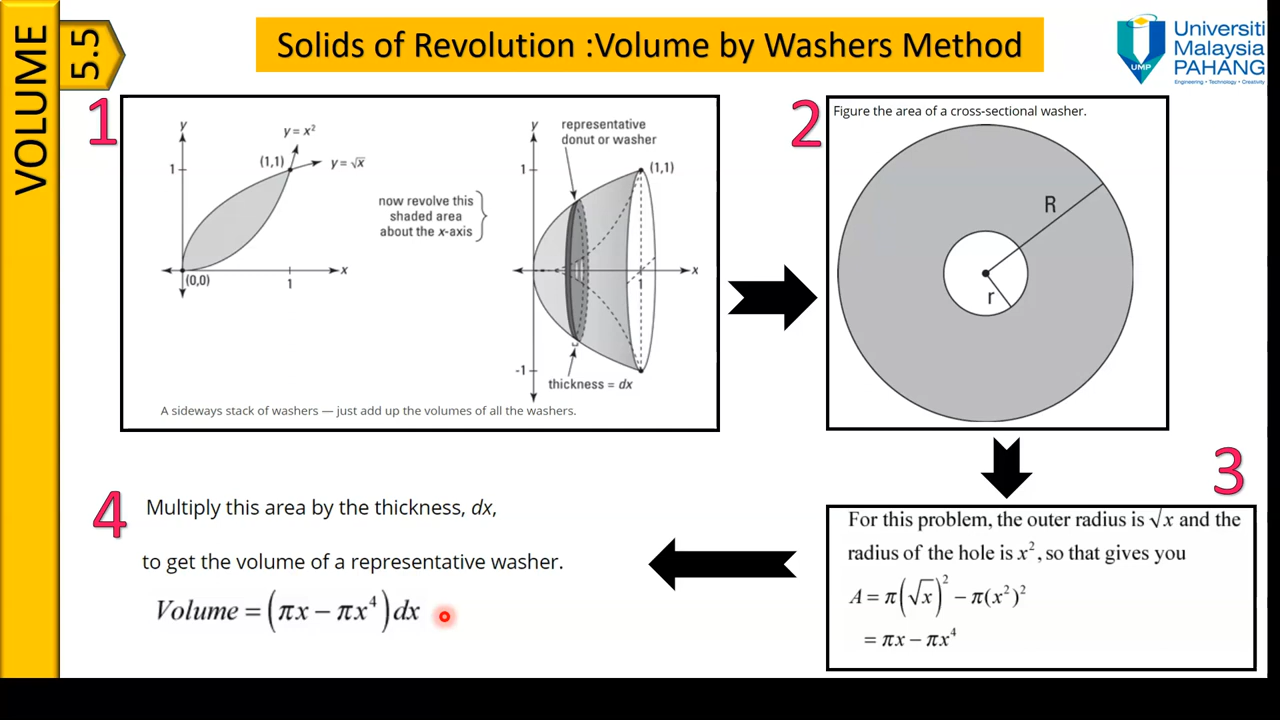 VOLUME
5.5
Solids of Revolution :Volume by Washers Method
Universiti
Malaysia
PAHANG
Engineering • Technology • Creativity
UMP
1
y
y = x²
(1,1)
y = √x
1
(0,0)
1
x
now revolve this
shaded area
about the x-axis
representative
donut or washer
y
1
(1,1)
x
1
-1
thickness = dx
A sideways stack of washers — just add up the volumes of all the washers.
2
Figure the area of a cross-sectional washer.
R
r
3
For this problem, the outer radius is √x and the
radius of the hole is x², so that gives you
A = π(√x)² − π(x²)²
= πx − πx⁴
4
Multiply this area by the thickness, dx,
to get the volume of a representative washer.
Volume = (πx − πx⁴)dx